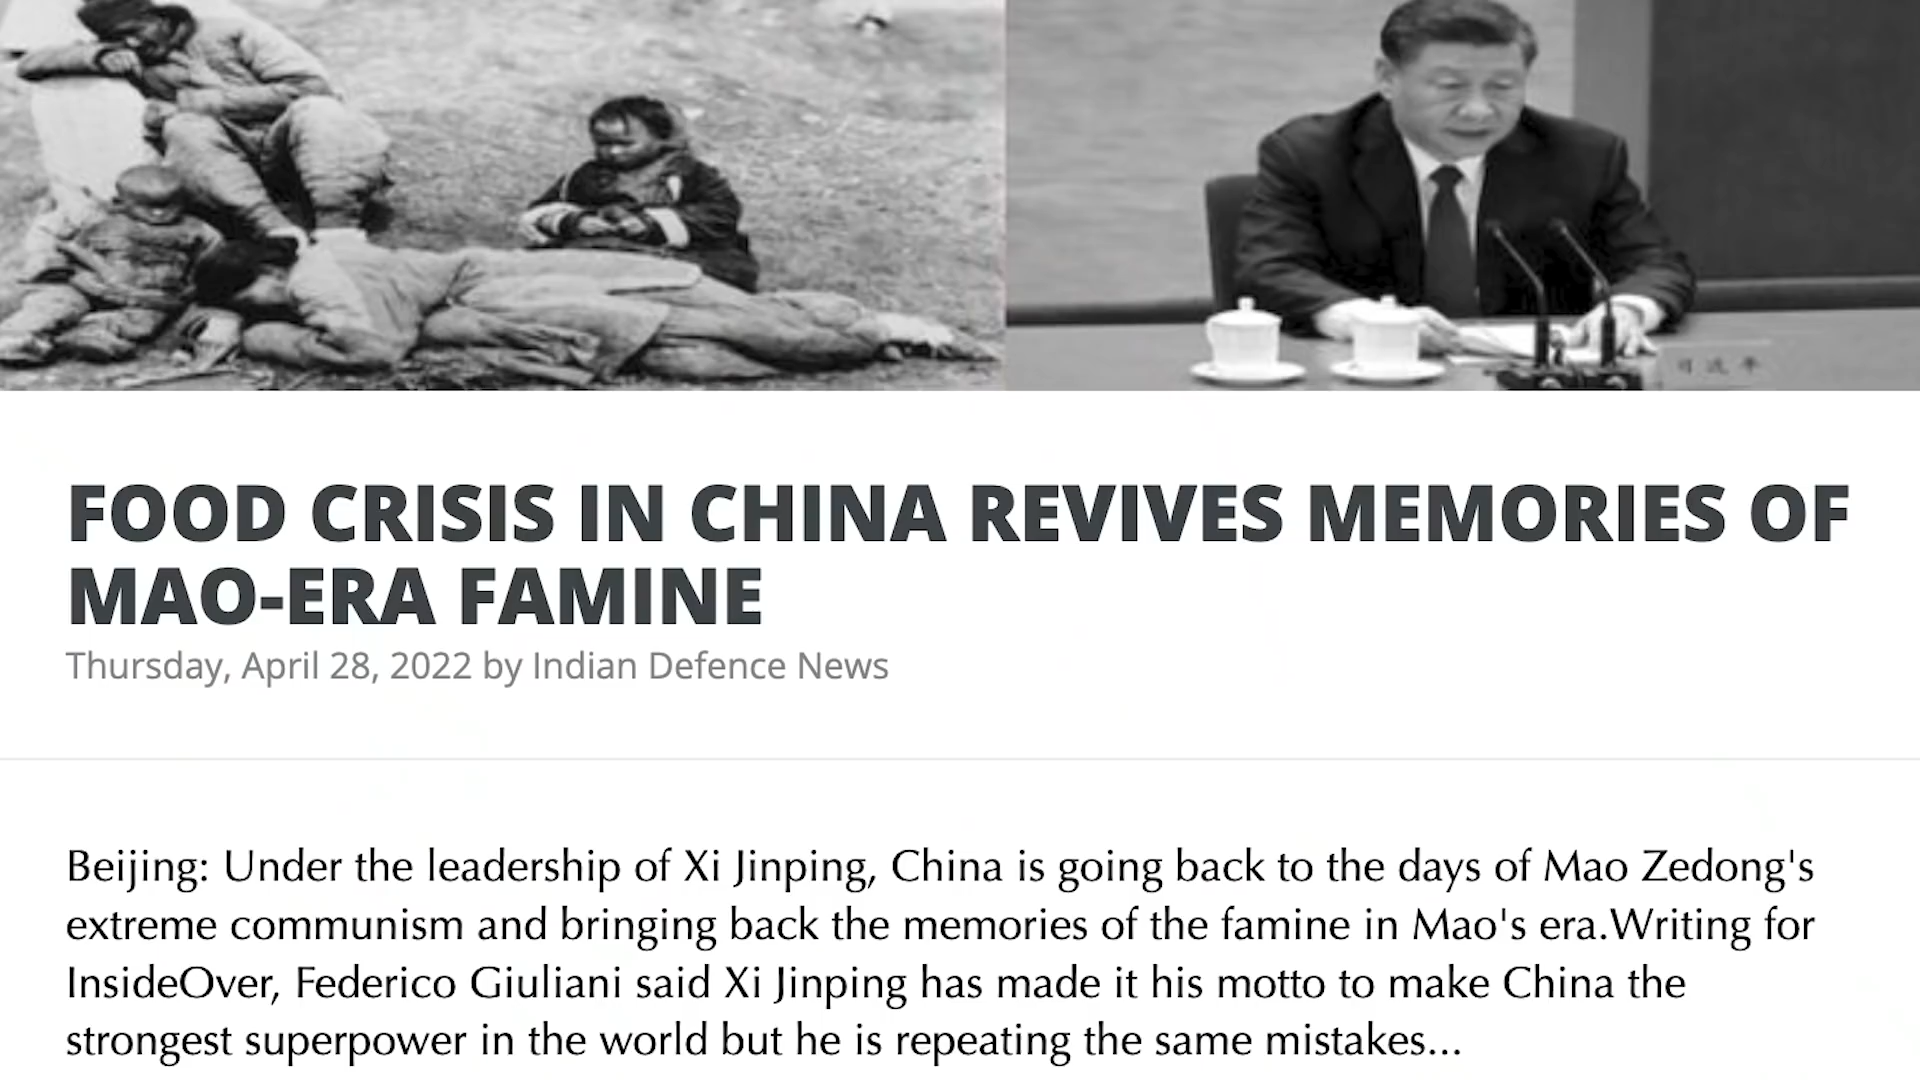 习近平
FOOD CRISIS IN CHINA REVIVES MEMORIES OF
MAO-ERA FAMINE
Thursday, April 28, 2022 by Indian Defence News
Beijing: Under the leadership of Xi Jinping, China is going back to the days of Mao Zedong's
extreme communism and bringing back the memories of the famine in Mao's era.Writing for
InsideOver, Federico Giuliani said Xi Jinping has made it his motto to make China the
strongest superpower in the world but he is repeating the same mistakes...